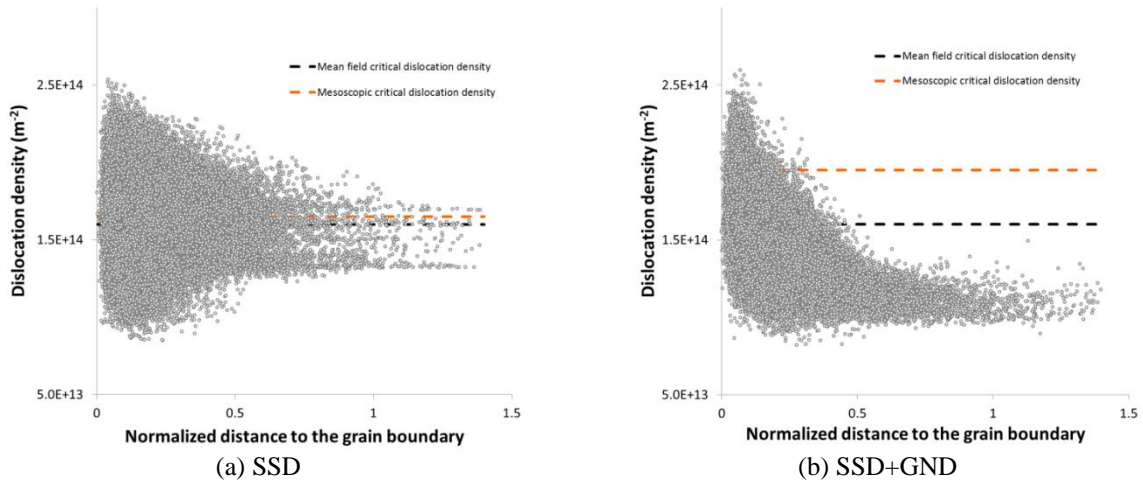 Mean field critical dislocation density
Mesoscopic critical dislocation density
2.5E+14
1.5E+14
5.0E+13
Dislocation density (m-2)
0 0.5 1 1.5
Normalized distance to the grain boundary
(a) SSD
Mean field critical dislocation density
Mesoscopic critical dislocation density
2.5E+14
1.5E+14
5.0E+13
Dislocation density (m-2)
0 0.5 1 1.5
Normalized distance to the grain boundary
(b) SSD+GND